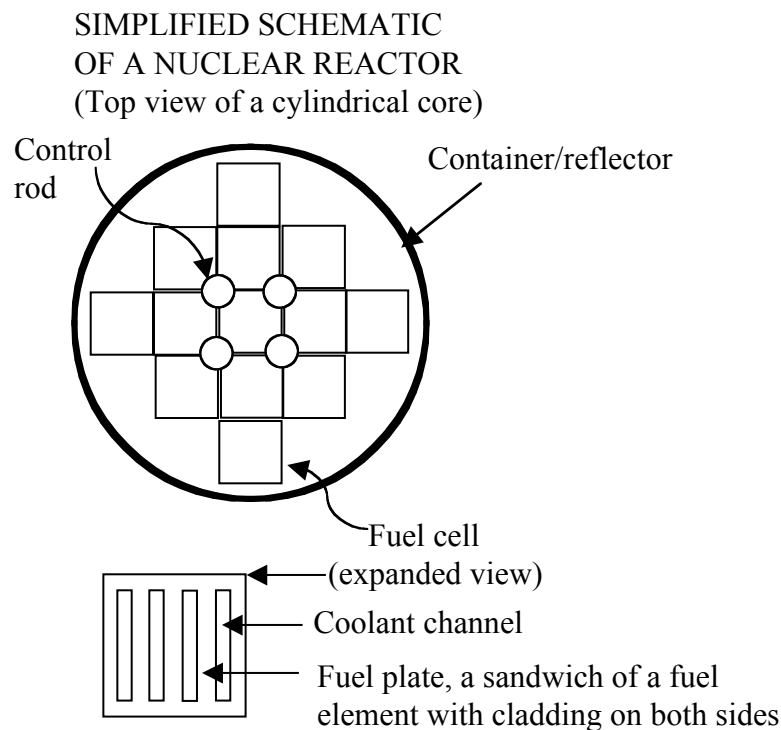 SIMPLIFIED SCHEMATIC
OF A NUCLEAR REACTOR
(Top view of a cylindrical core)
Control
rod
Container/reflector
Fuel cell
(expanded view)
Coolant channel
Fuel plate, a sandwich of a fuel
element with cladding on both sides